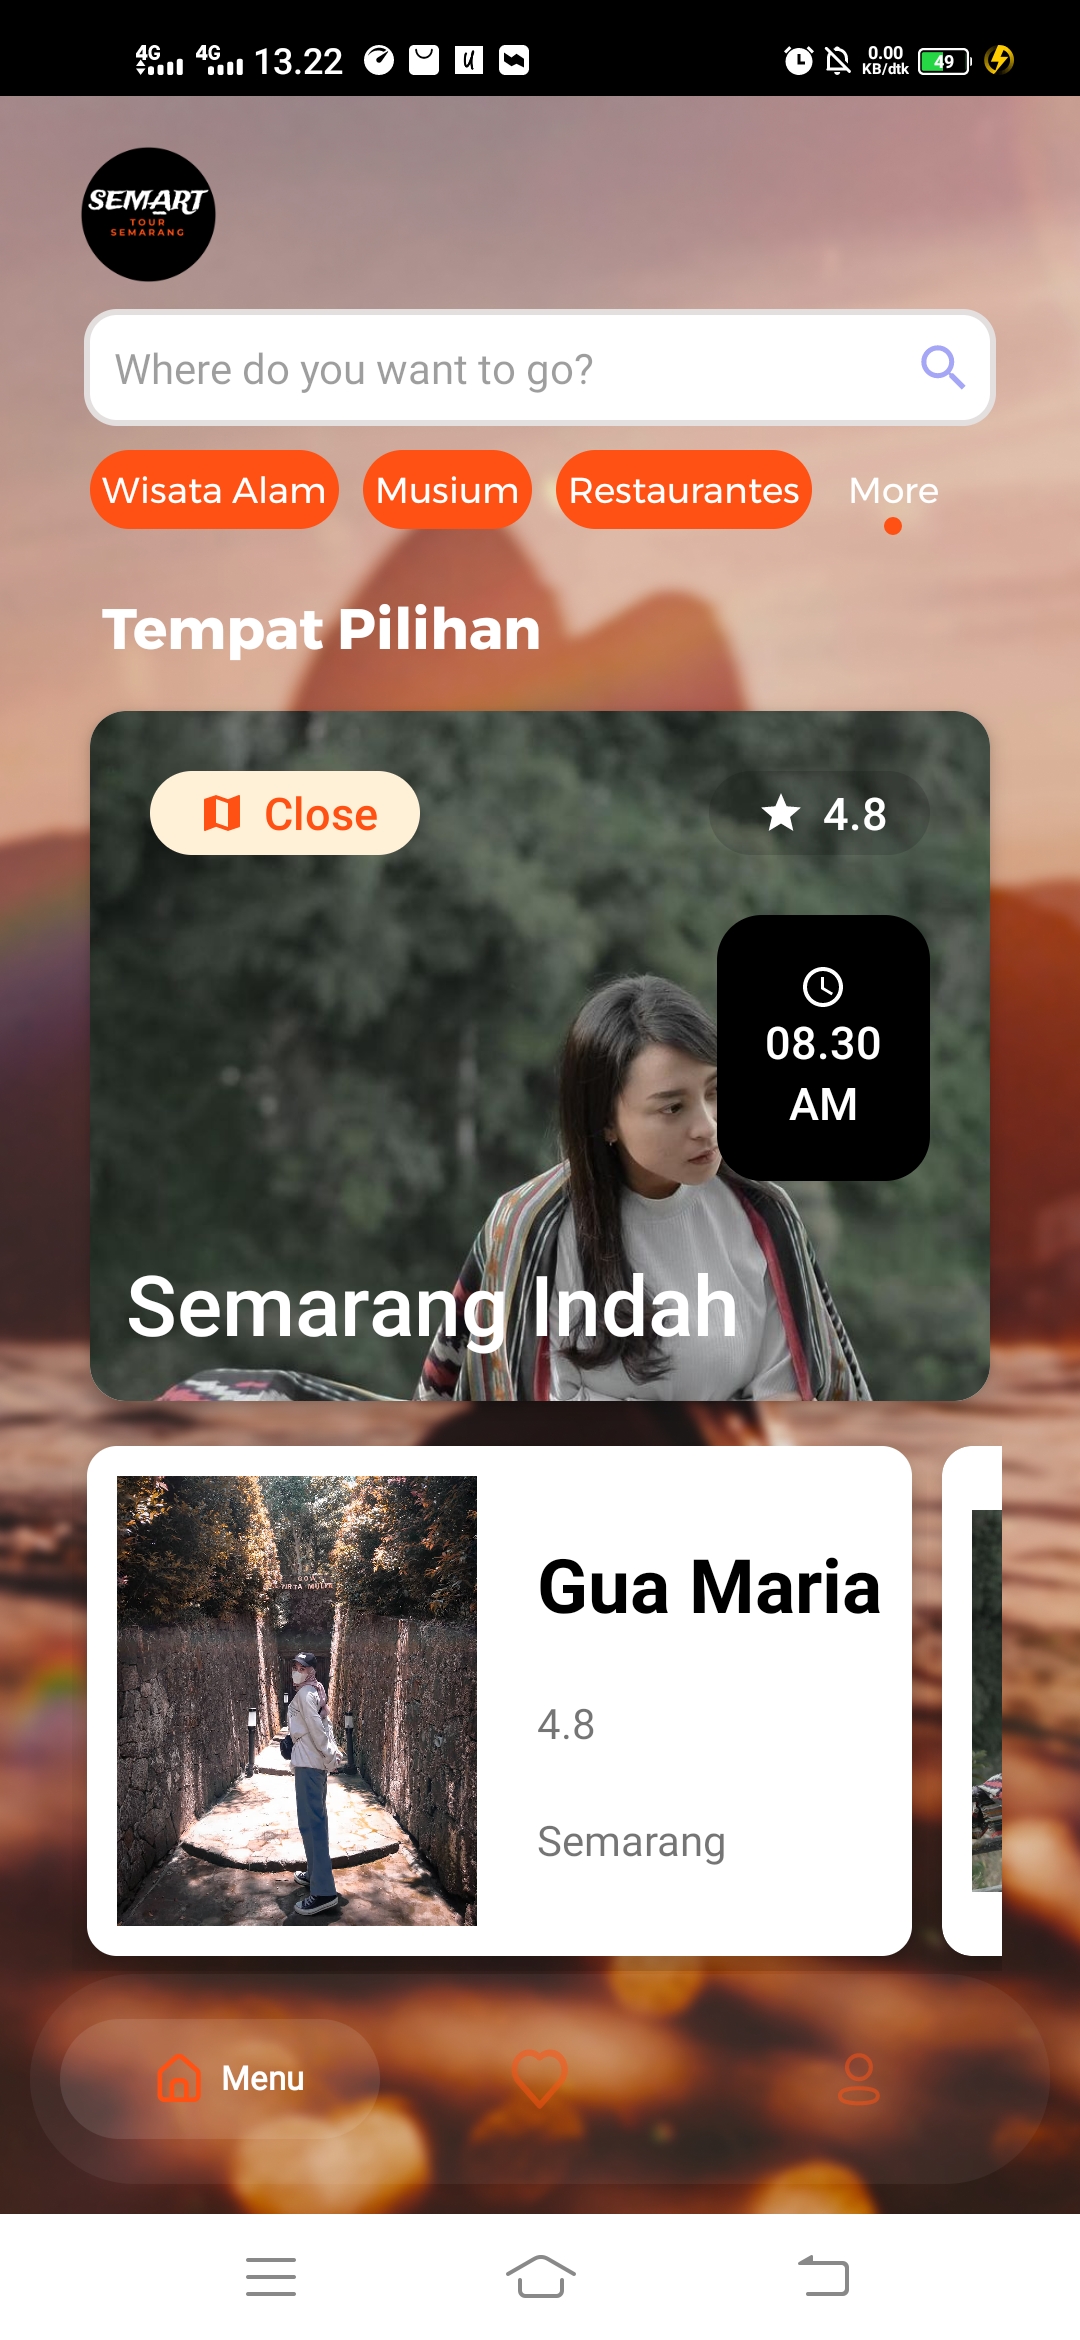 4G 4G 13.22
0.00
KB/dtk
49
SEMART
TOUR
SEMARANG
Where do you want to go?
Wisata Alam Musium Restaurantes More
Tempat Pilihan
Close 4.8
08.30
AM
Semarang Indah
Gua Maria
4.8
Semarang
Menu